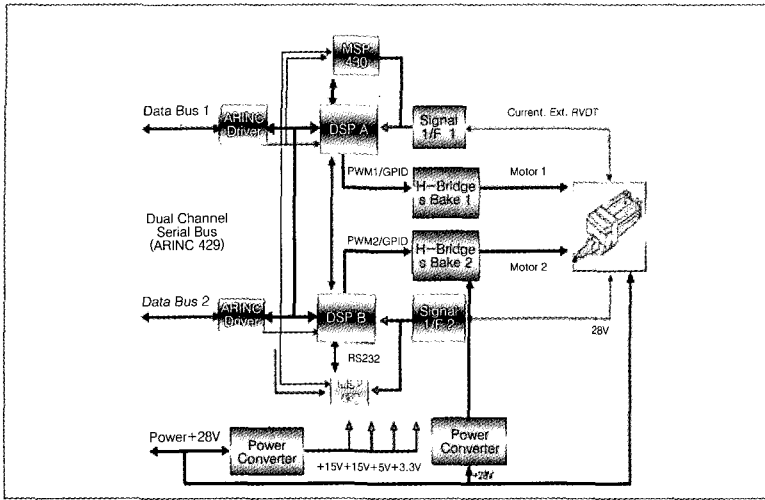 MSP
430
Data Bus 1
ARINC
Driver
DSP A
Signal
1/F 1
Current. Ext. RVDT
PWM1/GPID
H-Bridge
s Bake 1
Motor 1
Dual Channel
Serial Bus
(ARINC 429)
PWM2/GPID
H-Bridge
s Bake 2
Motor 2
Data Bus 2
ARINC
Driver
DSP B
Signal
1/F 2
28V
RS232
Power+28V
Power
Converter
+15V+15V+5V+3.3V
Power
Converter
+28V